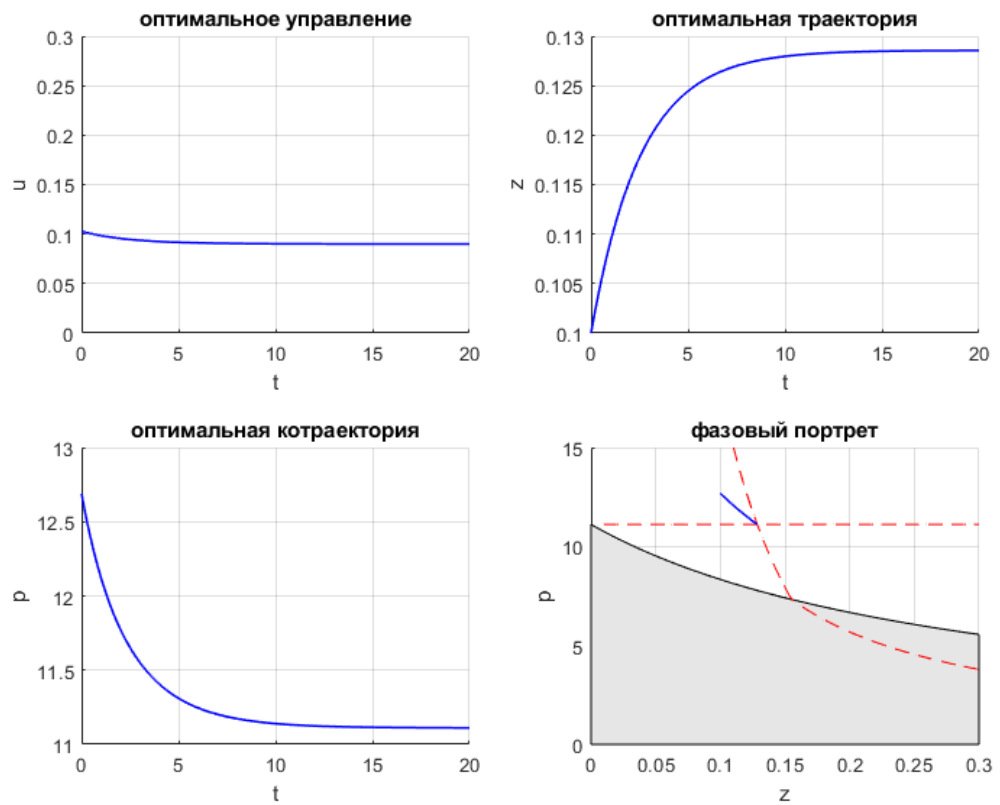 оптимальное управление
0.3
0.25
0.2
0.15
0.1
0.05
0
u
0 5 10 15 20
t
оптимальная траектория
0.13
0.125
0.12
0.115
0.11
0.105
0.1
z
0 5 10 15 20
t
оптимальная котраектория
13
12.5
12
11.5
11
p
0 5 10 15 20
t
фазовый портрет
15
10
5
0
p
0 0.05 0.1 0.15 0.2 0.25 0.3
z